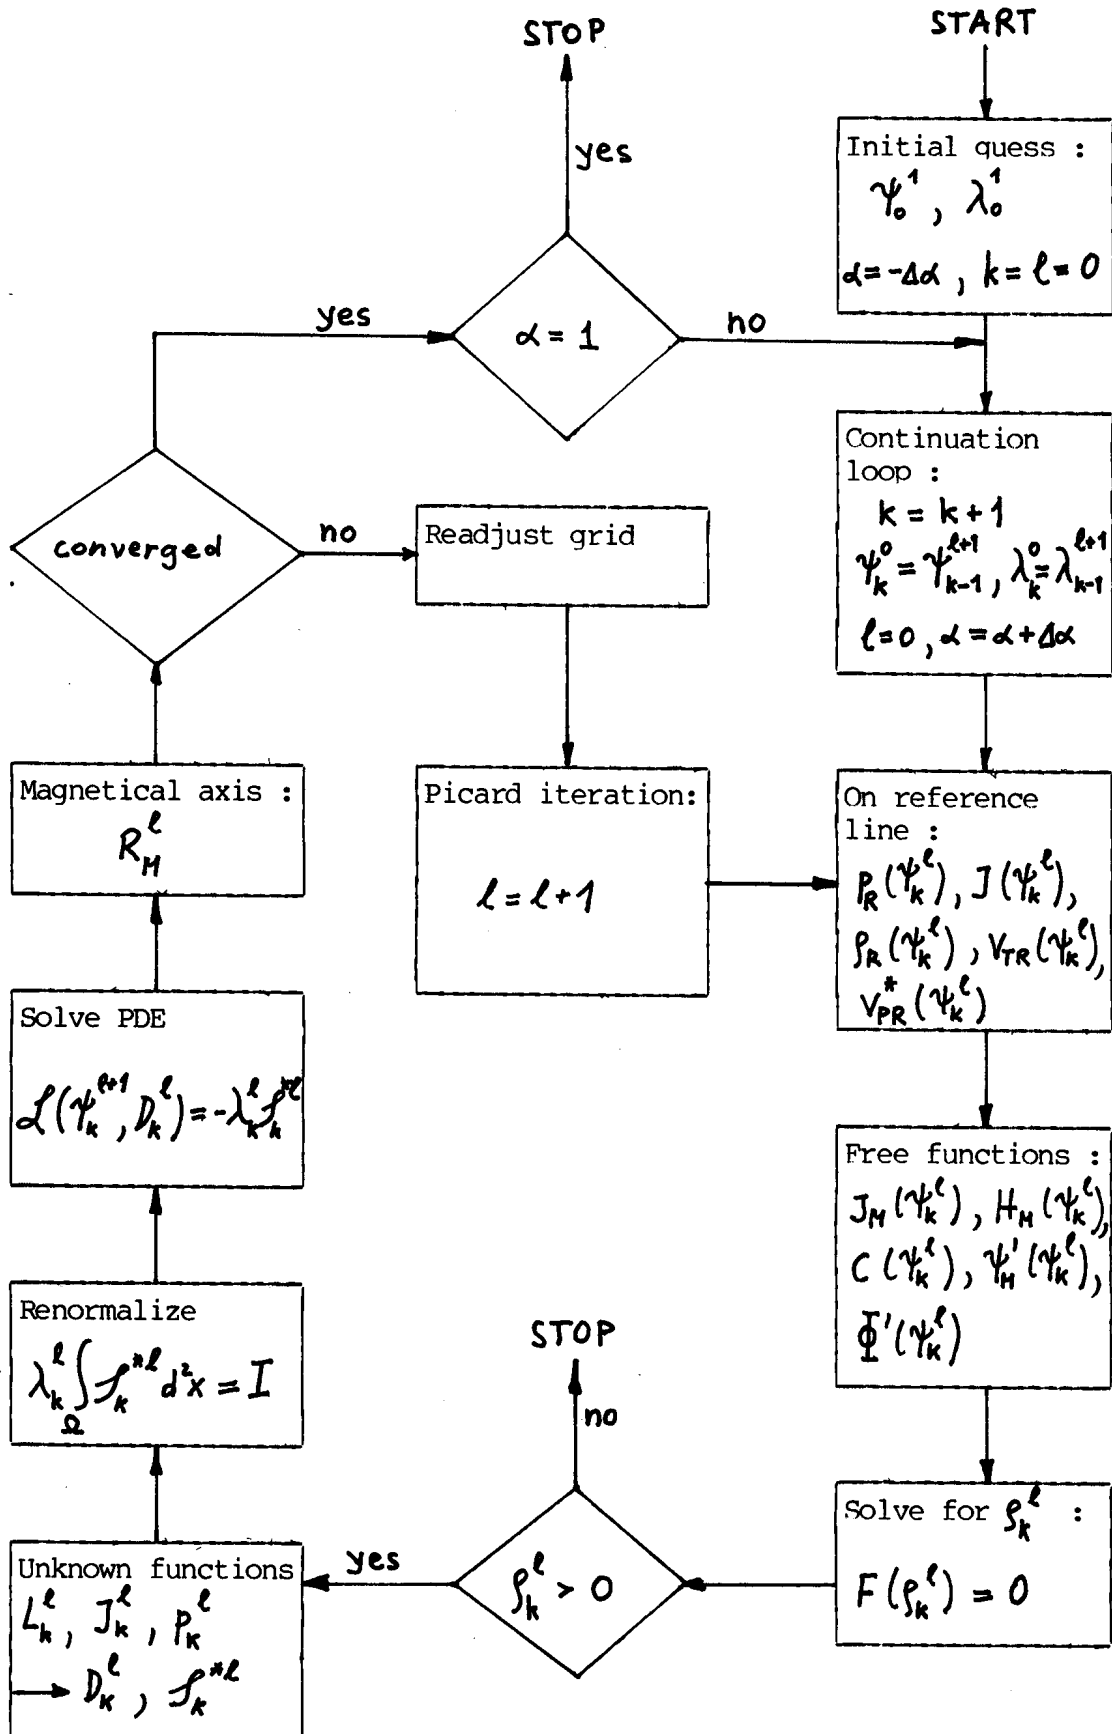 START
Initial quess :
ψ₀¹ , λ₀¹
α=-Δα , k = ℓ = 0
Continuation
loop :
k = k + 1
ψₖ⁰ = ψₖ₋₁^{ℓ+1} , λₖ⁰ = λₖ₋₁^{ℓ+1}
ℓ=0 , α = α + Δα
On reference
line :
p_R(ψₖ^ℓ), J(ψₖ^ℓ),
ρ_R(ψₖ^ℓ) , V_TR(ψₖ^ℓ),
V*_PR(ψₖ^ℓ)
Free functions :
J_M(ψₖ^ℓ) , H_M(ψₖ^ℓ),
C(ψₖ^ℓ) , ψ'_M(ψₖ^ℓ),
Φ'(ψₖ^ℓ)
Solve for ρₖ^ℓ :
F(ρₖ^ℓ) = 0
ρₖ^ℓ > 0
no
STOP
yes
Unknown functions
Lₖ^ℓ, Jₖ^ℓ, pₖ^ℓ
→ Dₖ^ℓ , 𝒥ₖ^{*ℓ}
Renormalize
λₖ^ℓ ∫_Ω 𝒥ₖ^{*ℓ} d²x = I
Solve PDE
ℒ(ψₖ^{ℓ+1}, Dₖ^ℓ) = -λₖ^ℓ 𝒥ₖ^{*ℓ}
Magnetical axis :
R_M^ℓ
converged
no
Readjust grid
Picard iteration:
ℓ = ℓ+1
yes
α = 1
no
yes
STOP